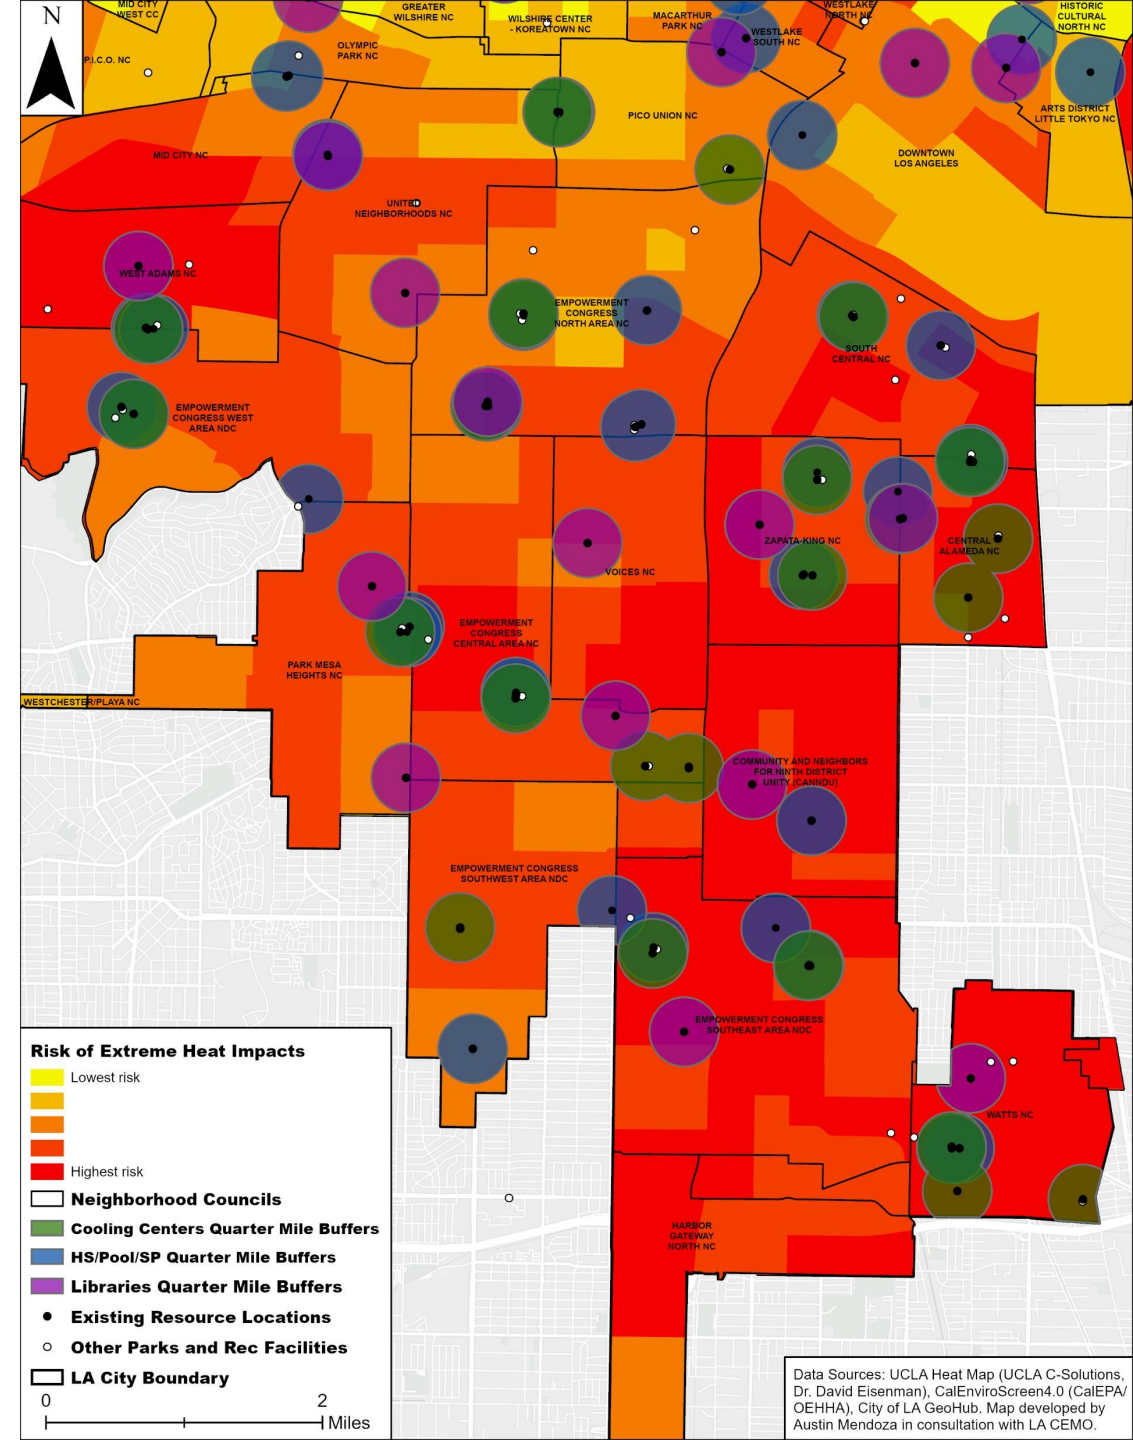 MID CITY
WEST CC
GREATER
WILSHIRE NC
WILSHIRE CENTER
- KOREATOWN NC
MACARTHUR
PARK NC
WESTLAKE
NORTH NC
HISTORIC
CULTURAL
NORTH NC
N
OLYMPIC
PARK NC
WESTLAKE
SOUTH NC
P.I.C.O. NC
PICO UNION NC
ARTS DISTRICT
LITTLE TOKYO NC
MID CITY NC
DOWNTOWN
LOS ANGELES
UNITED
NEIGHBORHOODS NC
WEST ADAMS NC
EMPOWERMENT
CONGRESS
NORTH AREA NC
SOUTH
CENTRAL NC
EMPOWERMENT
CONGRESS WEST
AREA NDC
ZAPATA-KING NC
CENTRAL
ALAMEDA NC
VOICES NC
EMPOWERMENT
CONGRESS
CENTRAL AREA NC
PARK MESA
HEIGHTS NC
WESTCHESTER/PLAYA NC
COMMUNITY AND NEIGHBORS
FOR NINTH DISTRICT
UNITY (CANNDU)
EMPOWERMENT CONGRESS
SOUTHWEST AREA NDC
EMPOWERMENT CONGRESS
SOUTHEAST AREA NDC
WATTS NC
HARBOR
GATEWAY
NORTH NC
Risk of Extreme Heat Impacts
Lowest risk
Highest risk
Neighborhood Councils
Cooling Centers Quarter Mile Buffers
HS/Pool/SP Quarter Mile Buffers
Libraries Quarter Mile Buffers
Existing Resource Locations
Other Parks and Rec Facilities
LA City Boundary
0 2
Miles
Data Sources: UCLA Heat Map (UCLA C-Solutions,
Dr. David Eisenman), CalEnviroScreen4.0 (CalEPA/
OEHHA), City of LA GeoHub. Map developed by
Austin Mendoza in consultation with LA CEMO.